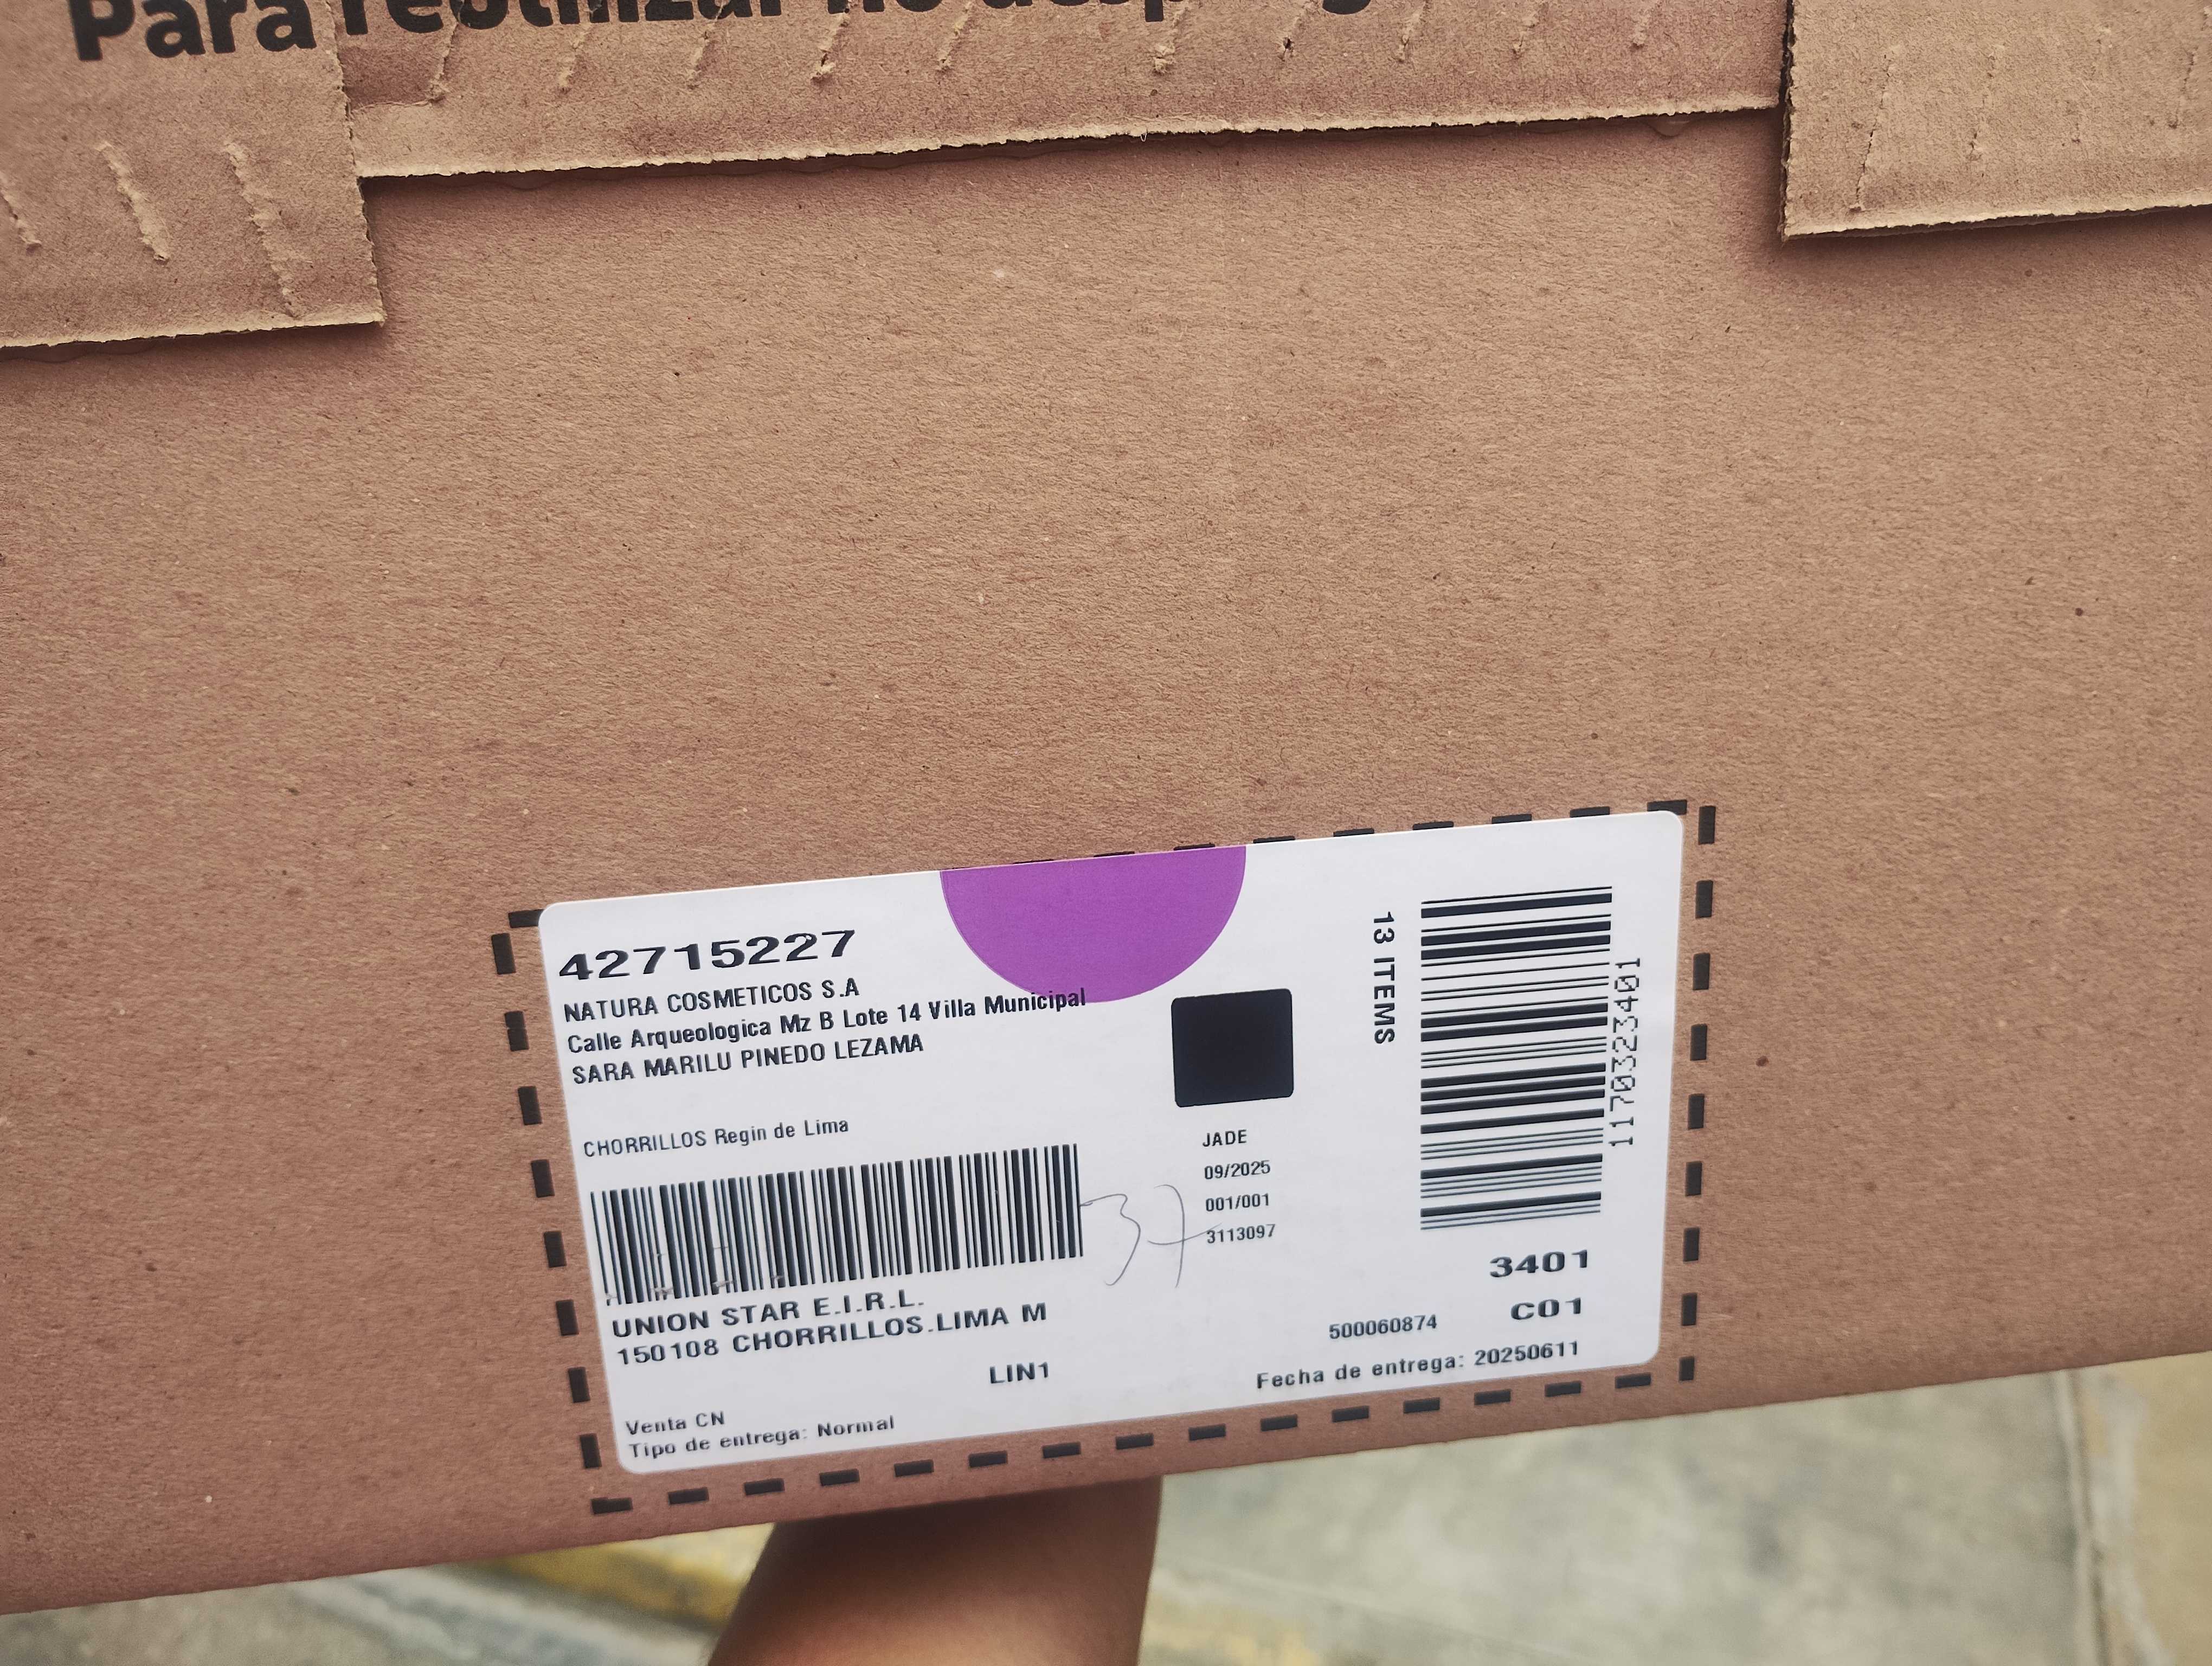 Para reutilizar no
42715227
NATURA COSMETICOS S.A
Calle Arqueologica Mz B Lote 14 Villa Municipal
SARA MARILU PINEDO LEZAMA
CHORRILLOS Regin de Lima
37
UNION STAR E.I.R.L.
150108 CHORRILLOS.LIMA M
LIN1
Venta CN
Tipo de entrega: Normal
JADE
09/2025
001/001
3113097
13 ITEMS
1170323401
3401
C01
500060874
Fecha de entrega: 20250611